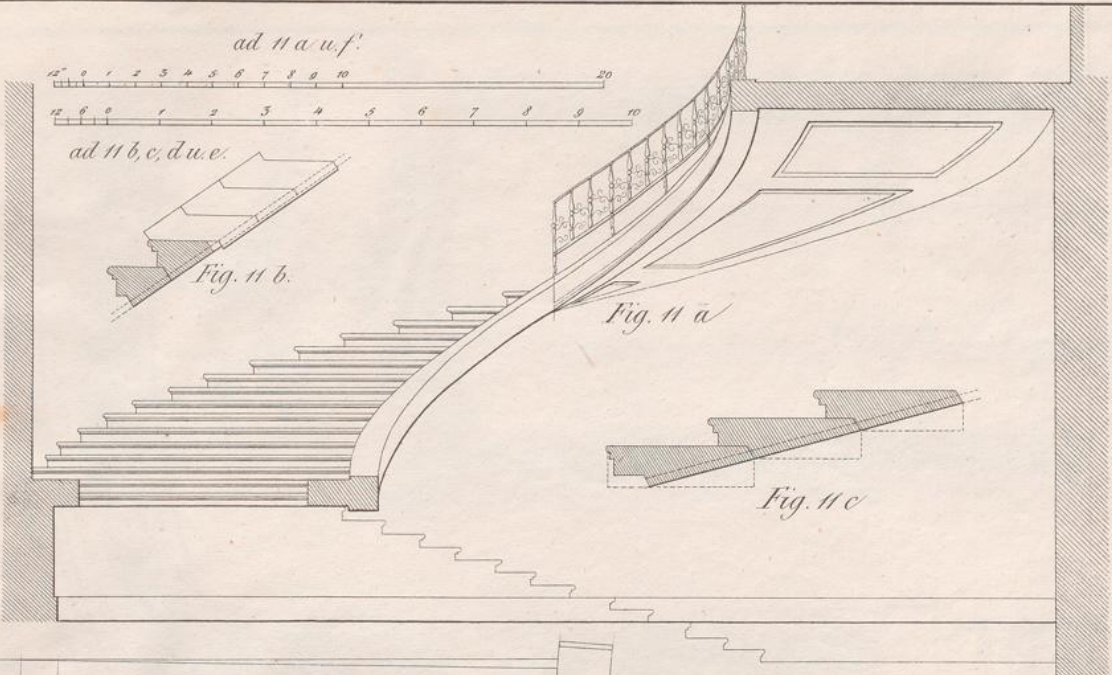 ad 11 a u. f.
12" 0 1 2 3 4 5 6 7 8 9 10 20
12 6 0 1 2 3 4 5 6 7 8 9 10
ad 11 b, c, d u. e.
Fig. 11 b.
Fig. 11 a
Fig. 11 c